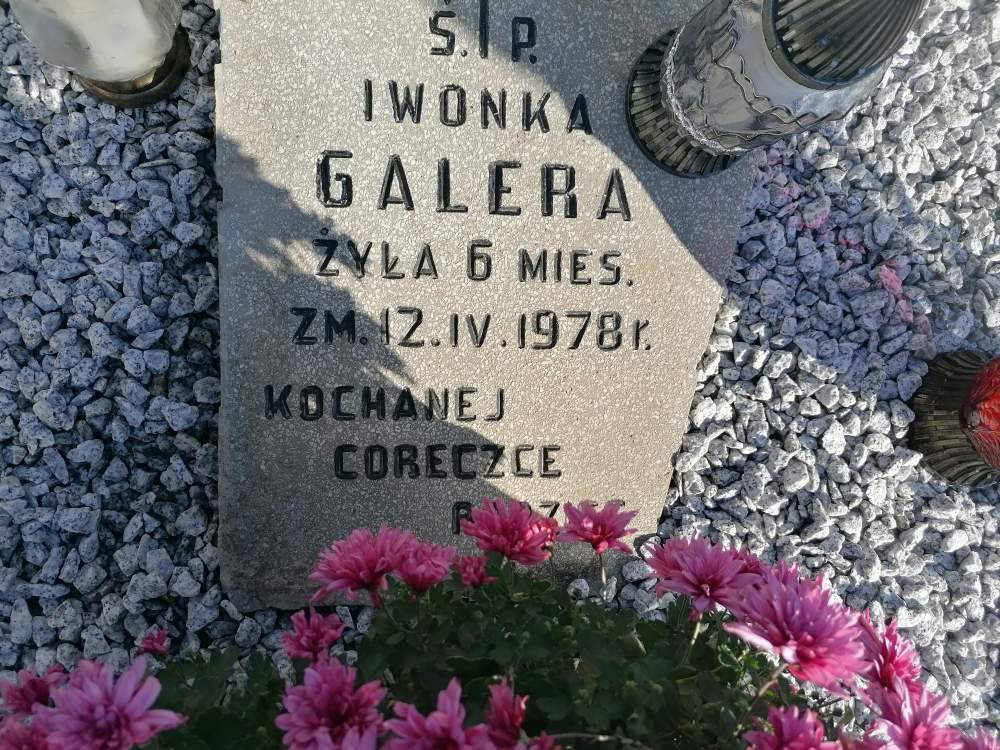 Ś. P.
IWONKA
GALERA
ŻYŁA 6 MIES.
ZM. 12.IV.1978 r.
KOCHANEJ
CORECZCE